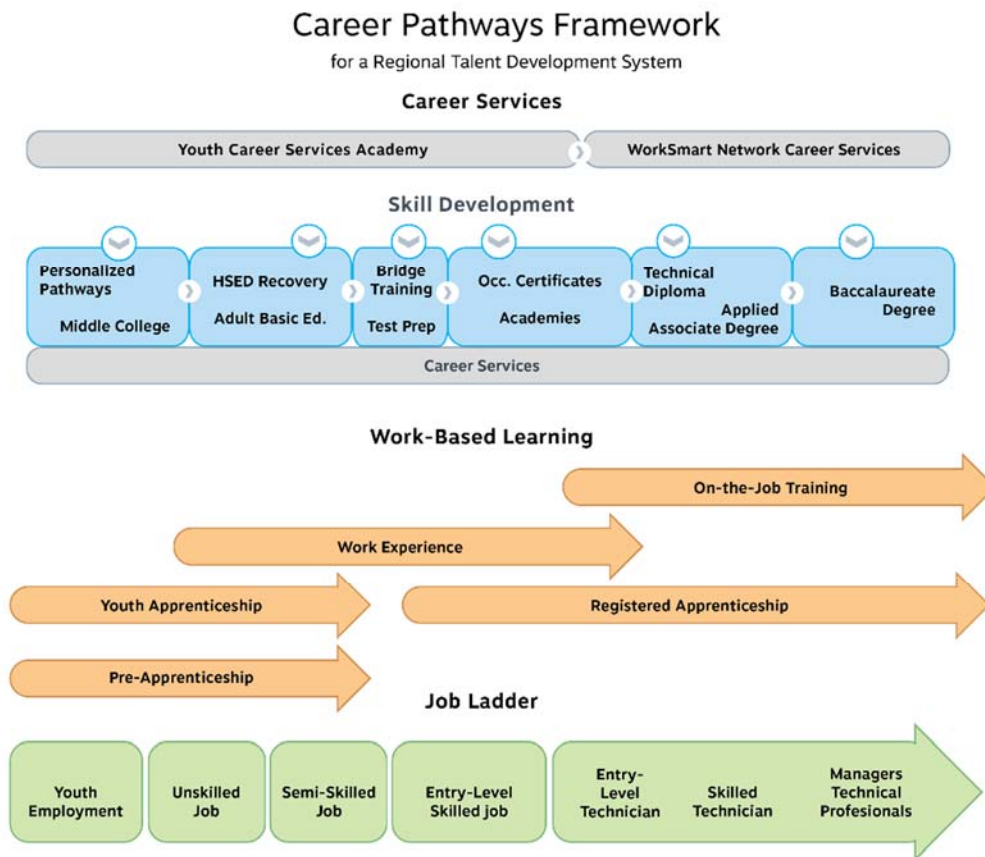 Career Pathways Framework
for a Regional Talent Development System
Career Services
Youth Career Services Academy
WorkSmart Network Career Services
Skill Development
Personalized
Pathways
Middle College
HSED Recovery
Adult Basic Ed.
Bridge
Training
Test Prep
Occ. Certificates
Academies
Technical
Diploma
Applied
Associate Degree
Baccalaureate
Degree
Career Services
Work-Based Learning
On-the-Job Training
Work Experience
Youth Apprenticeship
Registered Apprenticeship
Pre-Apprenticeship
Job Ladder
Youth
Employment
Unskilled
Job
Semi-Skilled
Job
Entry-Level
Skilled job
Entry-
Level
Technician
Skilled
Technician
Managers
Technical
Profesionals